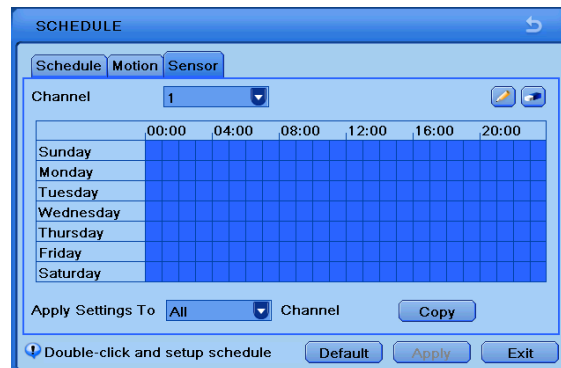 SCHEDULE
Schedule Motion Sensor
Channel 1
00:00 04:00 08:00 12:00 16:00 20:00
Sunday
Monday
Tuesday
Wednesday
Thursday
Friday
Saturday
Apply Settings To All Channel Copy
Double-click and setup schedule Default Apply Exit